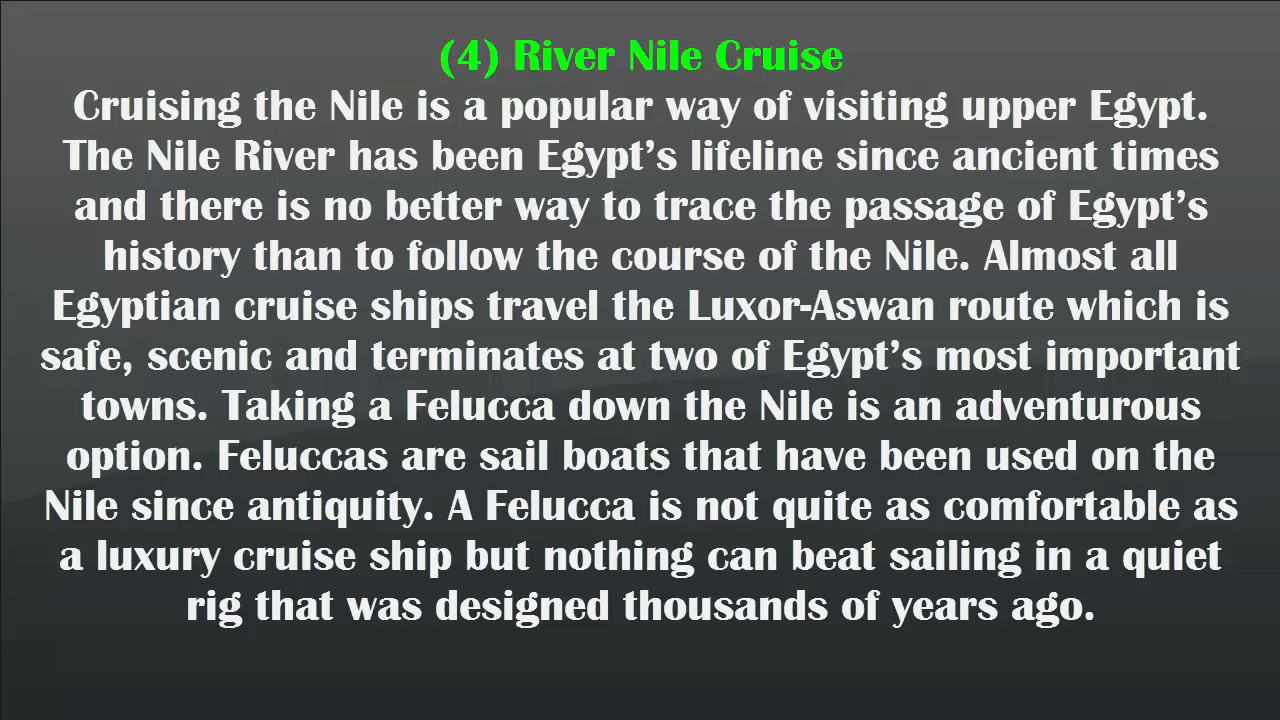 (4) River Nile Cruise
Cruising the Nile is a popular way of visiting upper Egypt.
The Nile River has been Egypt’s lifeline since ancient times
and there is no better way to trace the passage of Egypt’s
history than to follow the course of the Nile. Almost all
Egyptian cruise ships travel the Luxor-Aswan route which is
safe, scenic and terminates at two of Egypt’s most important
towns. Taking a Felucca down the Nile is an adventurous
option. Feluccas are sail boats that have been used on the
Nile since antiquity. A Felucca is not quite as comfortable as
a luxury cruise ship but nothing can beat sailing in a quiet
rig that was designed thousands of years ago.